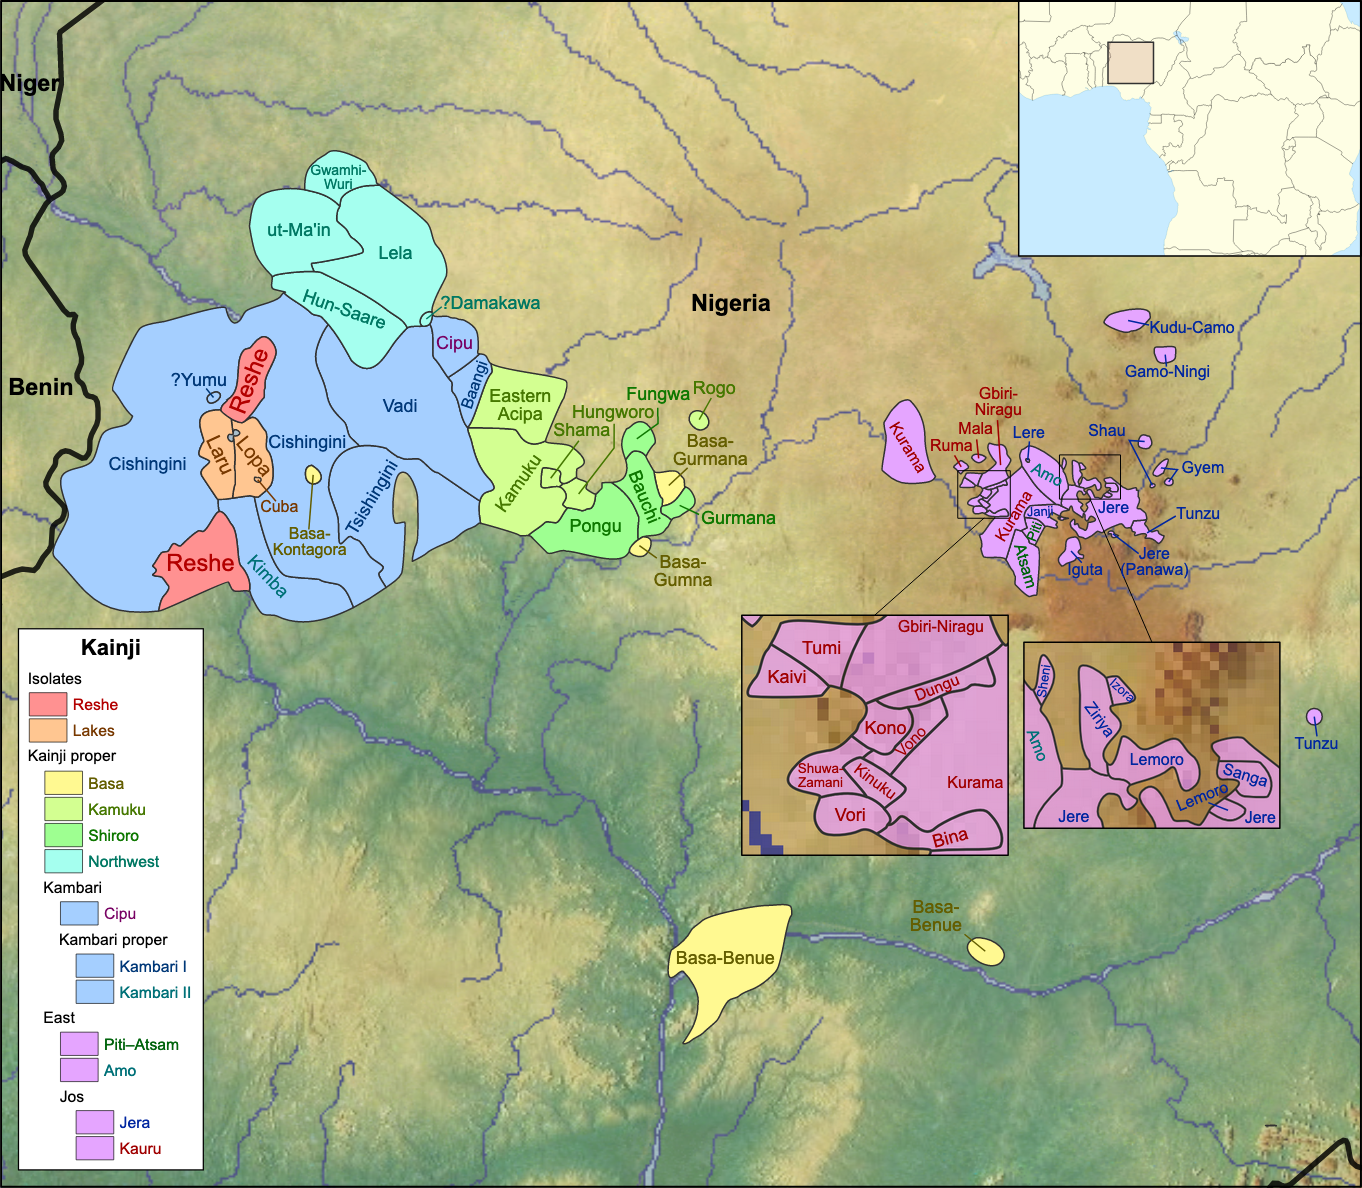 Niger
Benin
Nigeria
Gwamhi-
Wuri
ut-Ma'in
Lela
Hun-Saare
?Damakawa
Cipu
Baangi
Reshe
?Yumu
Vadi
Eastern
Acipa
Cishingini
Cishingini
Laru
Lopa
Cuba
Basa-
Kontagora
Tsishingini
Kimba
Reshe
Kamuku
Shama
Hungworo
Fungwa
Rogo
Basa-
Gurmana
Bauchi
Pongu
Gurmana
Basa-
Gumna
Kudu-Camo
Gamo-Ningi
Gbiri-
Niragu
Mala
Ruma
Lere
Shau
Gyem
Kurama
Amo
Kurama
Janji
Piti
Atsam
Jere
Tunzu
Jere
(Panawa)
Iguta
Tumi
Kaivi
Gbiri-Niragu
Dungu
Kono
Vono
Shuwa-
Zamani
Kinuku
Kurama
Vori
Bina
Sheni
Izora
Ziriya
Amo
Lemoro
Sanga
Lemoro
Jere
Jere
Tunzu
Basa-
Benue
Basa-Benue
Kainji
Isolates
Reshe
Lakes
Kainji proper
Basa
Kamuku
Shiroro
Northwest
Kambari
Cipu
Kambari proper
Kambari I
Kambari II
East
Piti–Atsam
Amo
Jos
Jera
Kauru